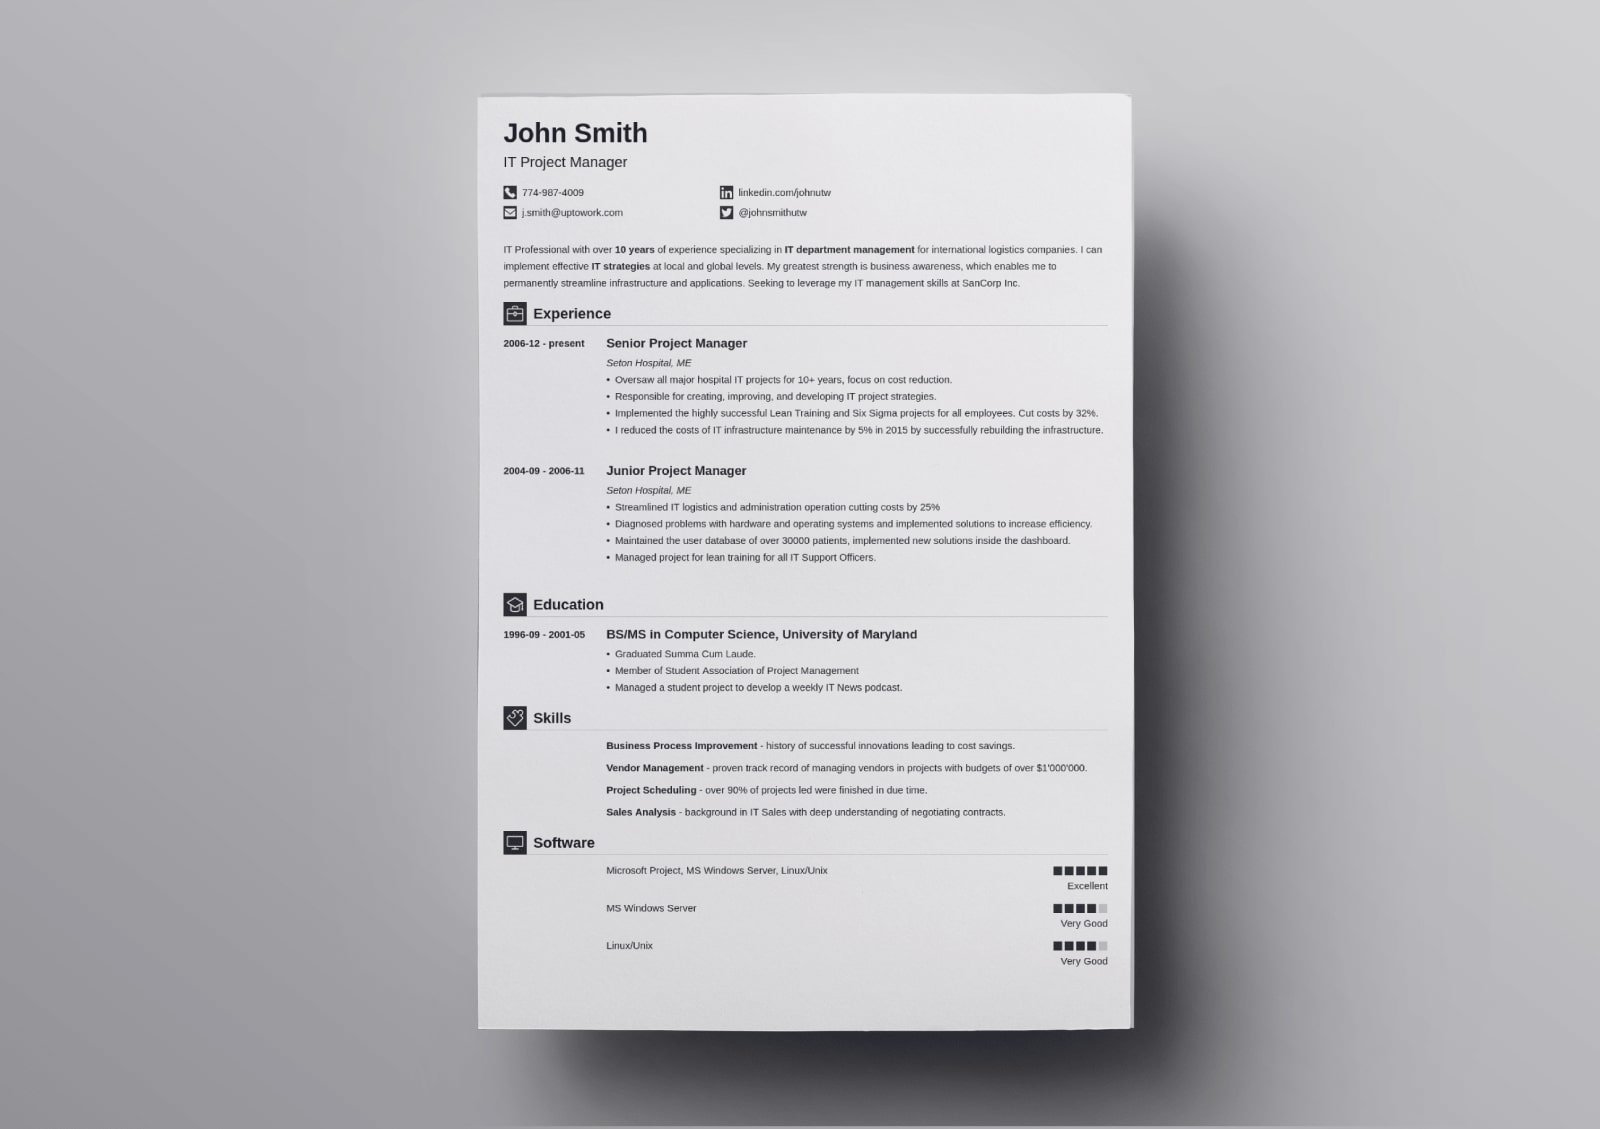 John Smith
IT Project Manager
774-987-4009
linkedin.com/johnutw
j.smith@uptowork.com
@johnsmithutw
IT Professional with over 10 years of experience specializing in IT department management for international logistics companies. I can
implement effective IT strategies at local and global levels. My greatest strength is business awareness, which enables me to
permanently streamline infrastructure and applications. Seeking to leverage my IT management skills at SanCorp Inc.
Experience
2006-12 - present Senior Project Manager
Seton Hospital, ME
• Oversaw all major hospital IT projects for 10+ years, focus on cost reduction.
• Responsible for creating, improving, and developing IT project strategies.
• Implemented the highly successful Lean Training and Six Sigma projects for all employees. Cut costs by 32%.
• I reduced the costs of IT infrastructure maintenance by 5% in 2015 by successfully rebuilding the infrastructure.
2004-09 - 2006-11 Junior Project Manager
Seton Hospital, ME
• Streamlined IT logistics and administration operation cutting costs by 25%
• Diagnosed problems with hardware and operating systems and implemented solutions to increase efficiency.
• Maintained the user database of over 30000 patients, implemented new solutions inside the dashboard.
• Managed project for lean training for all IT Support Officers.
Education
1996-09 - 2001-05 BS/MS in Computer Science, University of Maryland
• Graduated Summa Cum Laude.
• Member of Student Association of Project Management
• Managed a student project to develop a weekly IT News podcast.
Skills
Business Process Improvement - history of successful innovations leading to cost savings.
Vendor Management - proven track record of managing vendors in projects with budgets of over $1'000'000.
Project Scheduling - over 90% of projects led were finished in due time.
Sales Analysis - background in IT Sales with deep understanding of negotiating contracts.
Software
Microsoft Project, MS Windows Server, Linux/Unix
Excellent
MS Windows Server
Very Good
Linux/Unix
Very Good